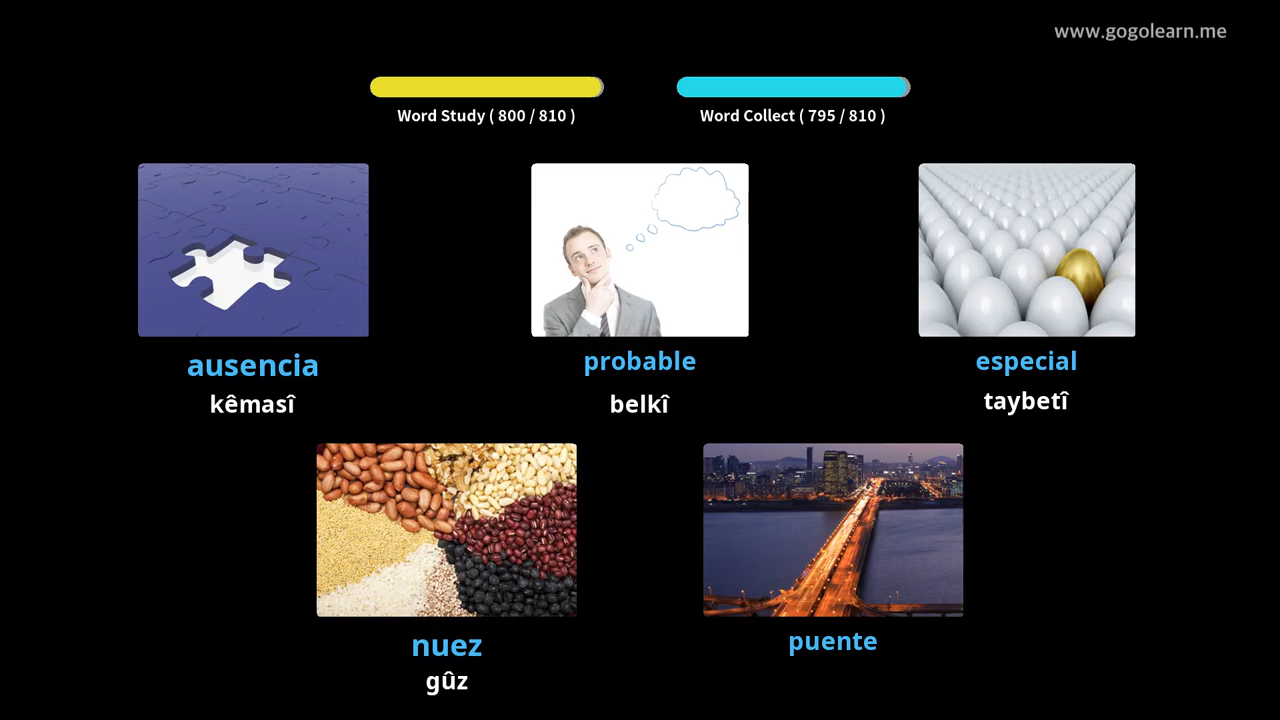 www.gogolearn.me
Word Study ( 800 / 810 )
Word Collect ( 795 / 810 )
ausencia
kêmasî
probable
belkî
especial
taybetî
nuez
gûz
puente